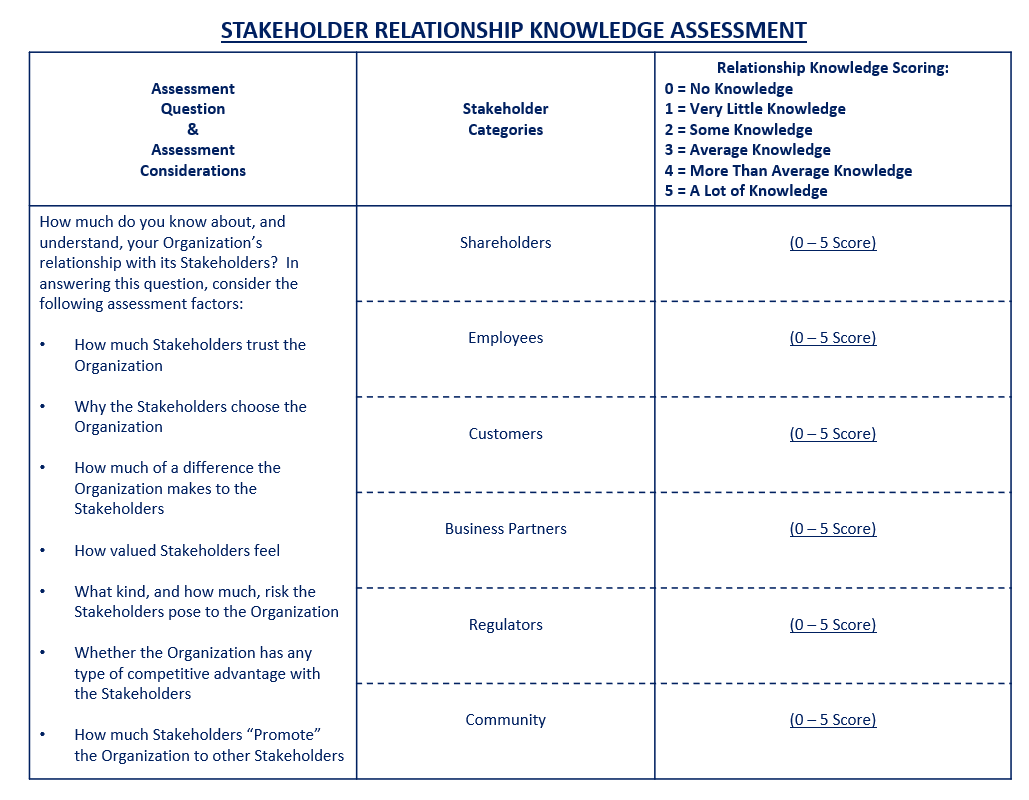 STAKEHOLDER RELATIONSHIP KNOWLEDGE ASSESSMENT
Assessment
Question
&
Assessment
Considerations
Stakeholder
Categories
Relationship Knowledge Scoring:
0 = No Knowledge
1 = Very Little Knowledge
2 = Some Knowledge
3 = Average Knowledge
4 = More Than Average Knowledge
5 = A Lot of Knowledge
How much do you know about, and
understand, your Organization’s
relationship with its Stakeholders?  In
answering this question, consider the
following assessment factors:
• How much Stakeholders trust the
Organization
• Why the Stakeholders choose the
Organization
• How much of a difference the
Organization makes to the
Stakeholders
• How valued Stakeholders feel
• What kind, and how much, risk the
Stakeholders pose to the Organization
• Whether the Organization has any
type of competitive advantage with
the Stakeholders
• How much Stakeholders “Promote”
the Organization to other Stakeholders
Shareholders
(0 – 5 Score)
Employees
(0 – 5 Score)
Customers
(0 – 5 Score)
Business Partners
(0 – 5 Score)
Regulators
(0 – 5 Score)
Community
(0 – 5 Score)